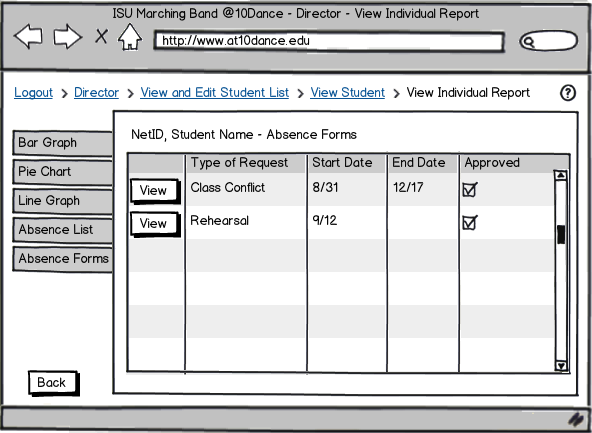 ISU Marching Band @10Dance - Director - View Individual Report
http://www.at10dance.edu
Logout > Director > View and Edit Student List > View Student > View Individual Report ?
Bar Graph
Pie Chart
Line Graph
Absence List
Absence Forms
NetID, Student Name - Absence Forms
Type of Request Start Date End Date Approved
View Class Conflict 8/31 12/17
View Rehearsal 9/12
Back